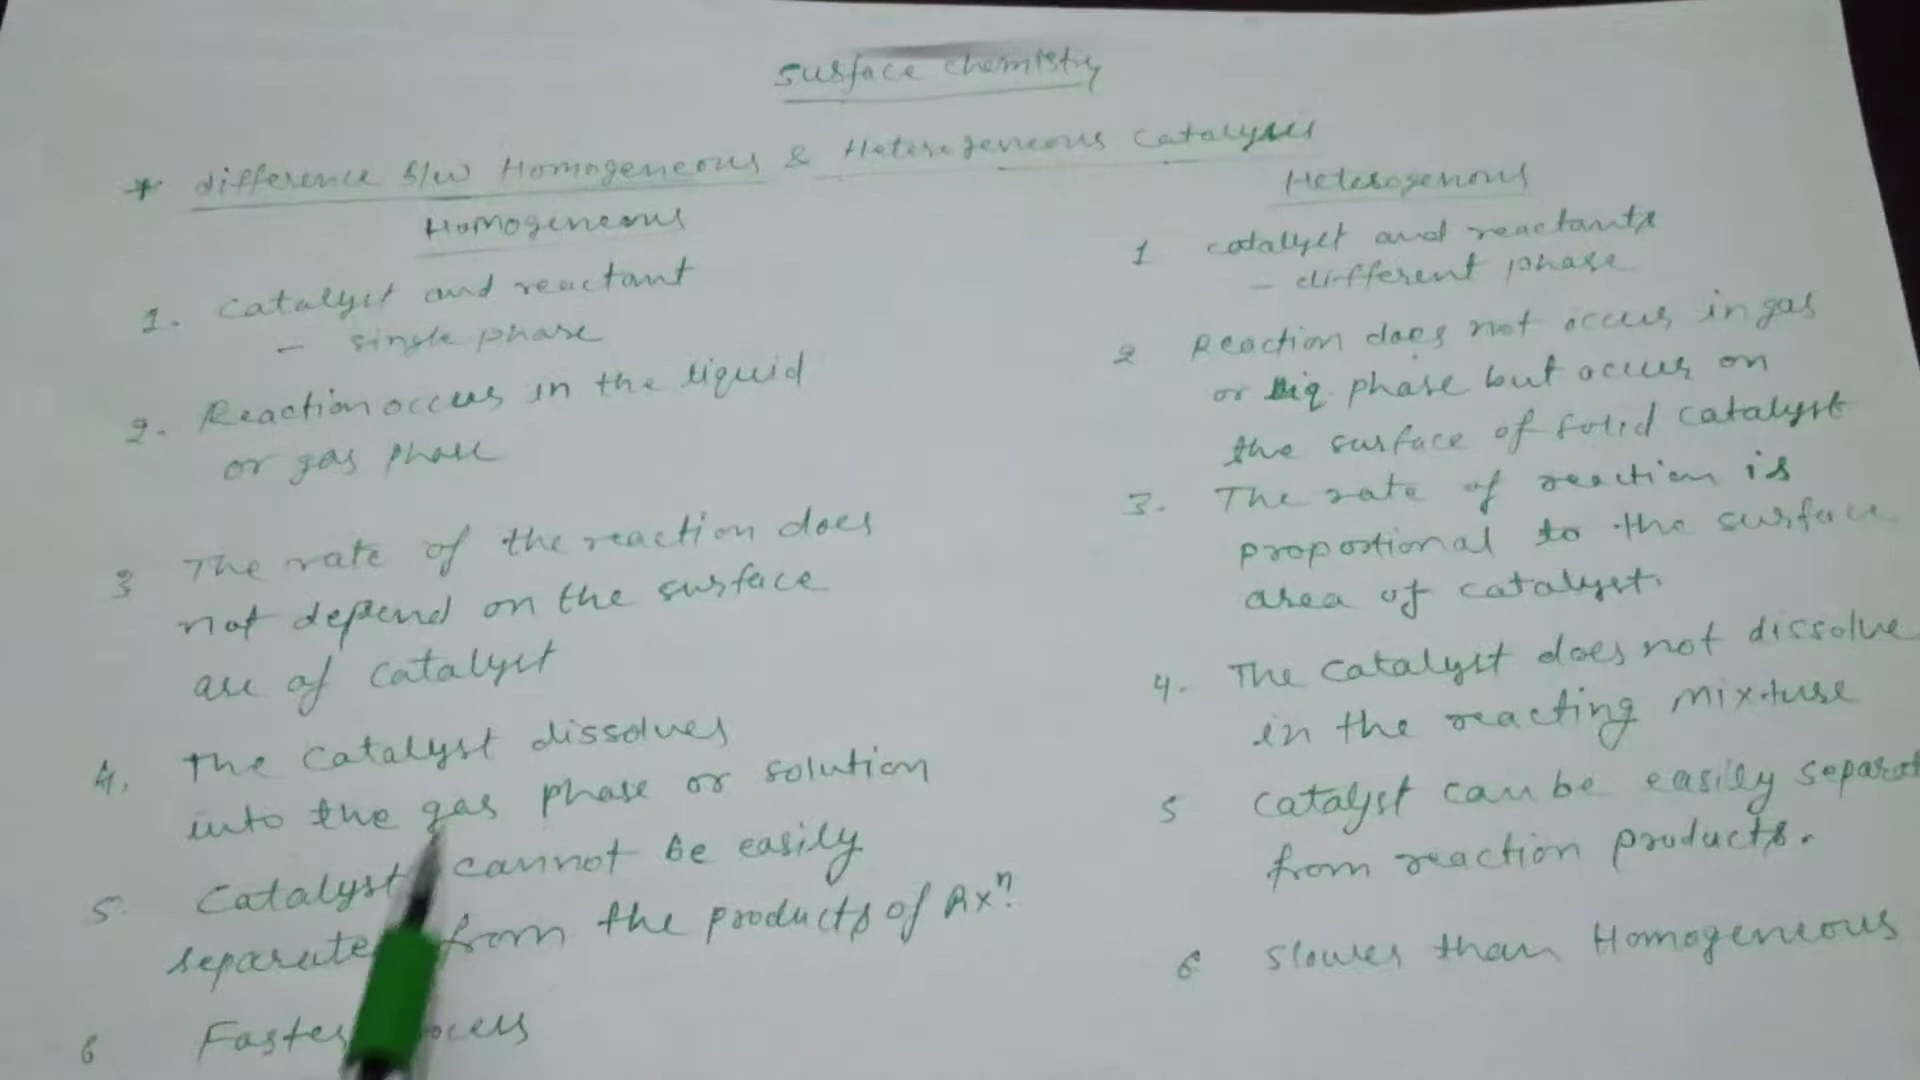 Surface chemistry
* difference b/w Homogeneous & Heterogeneous Catalyses
Homogeneous
1. Catalyst and reactant
- single phase
2. Reaction occurs in the liquid
or gas phase
3 The rate of the reaction does
not depend on the surface
are of catalyst
4. The catalyst dissolves
into the gas phase or solution
5. Catalyst cannot be easily
separate from the products of Rxn
6 Faster
Heterogenous
1 catalyst and reactants
- different phase
2 Reaction does not occurs in gas
or liq. phase but occurs on
the surface of solid catalyst
3. The rate of reaction is
proportional to the surface
area of catalyst.
4. The catalyst does not dissolve
in the reacting mixture
5 catalyst can be easily separat
from reaction products.
6 slower than Homogeneous